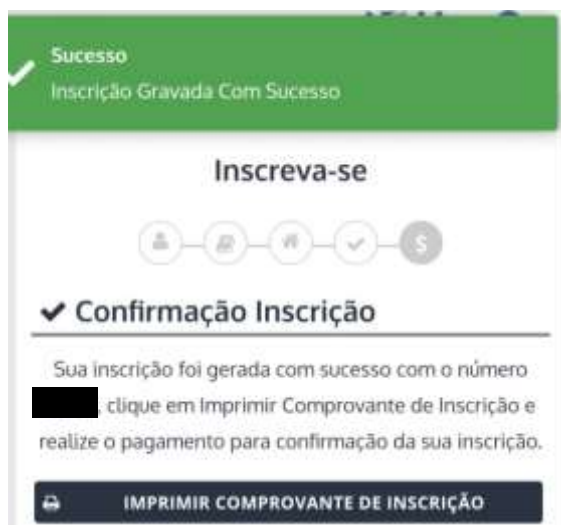 Sucesso
Inscrição Gravada Com Sucesso
Inscreva-se
$
Confirmação Inscrição
Sua inscrição foi gerada com sucesso com o número
, clique em Imprimir Comprovante de Inscrição e
realize o pagamento para confirmação da sua inscrição.
IMPRIMIR COMPROVANTE DE INSCRIÇÃO